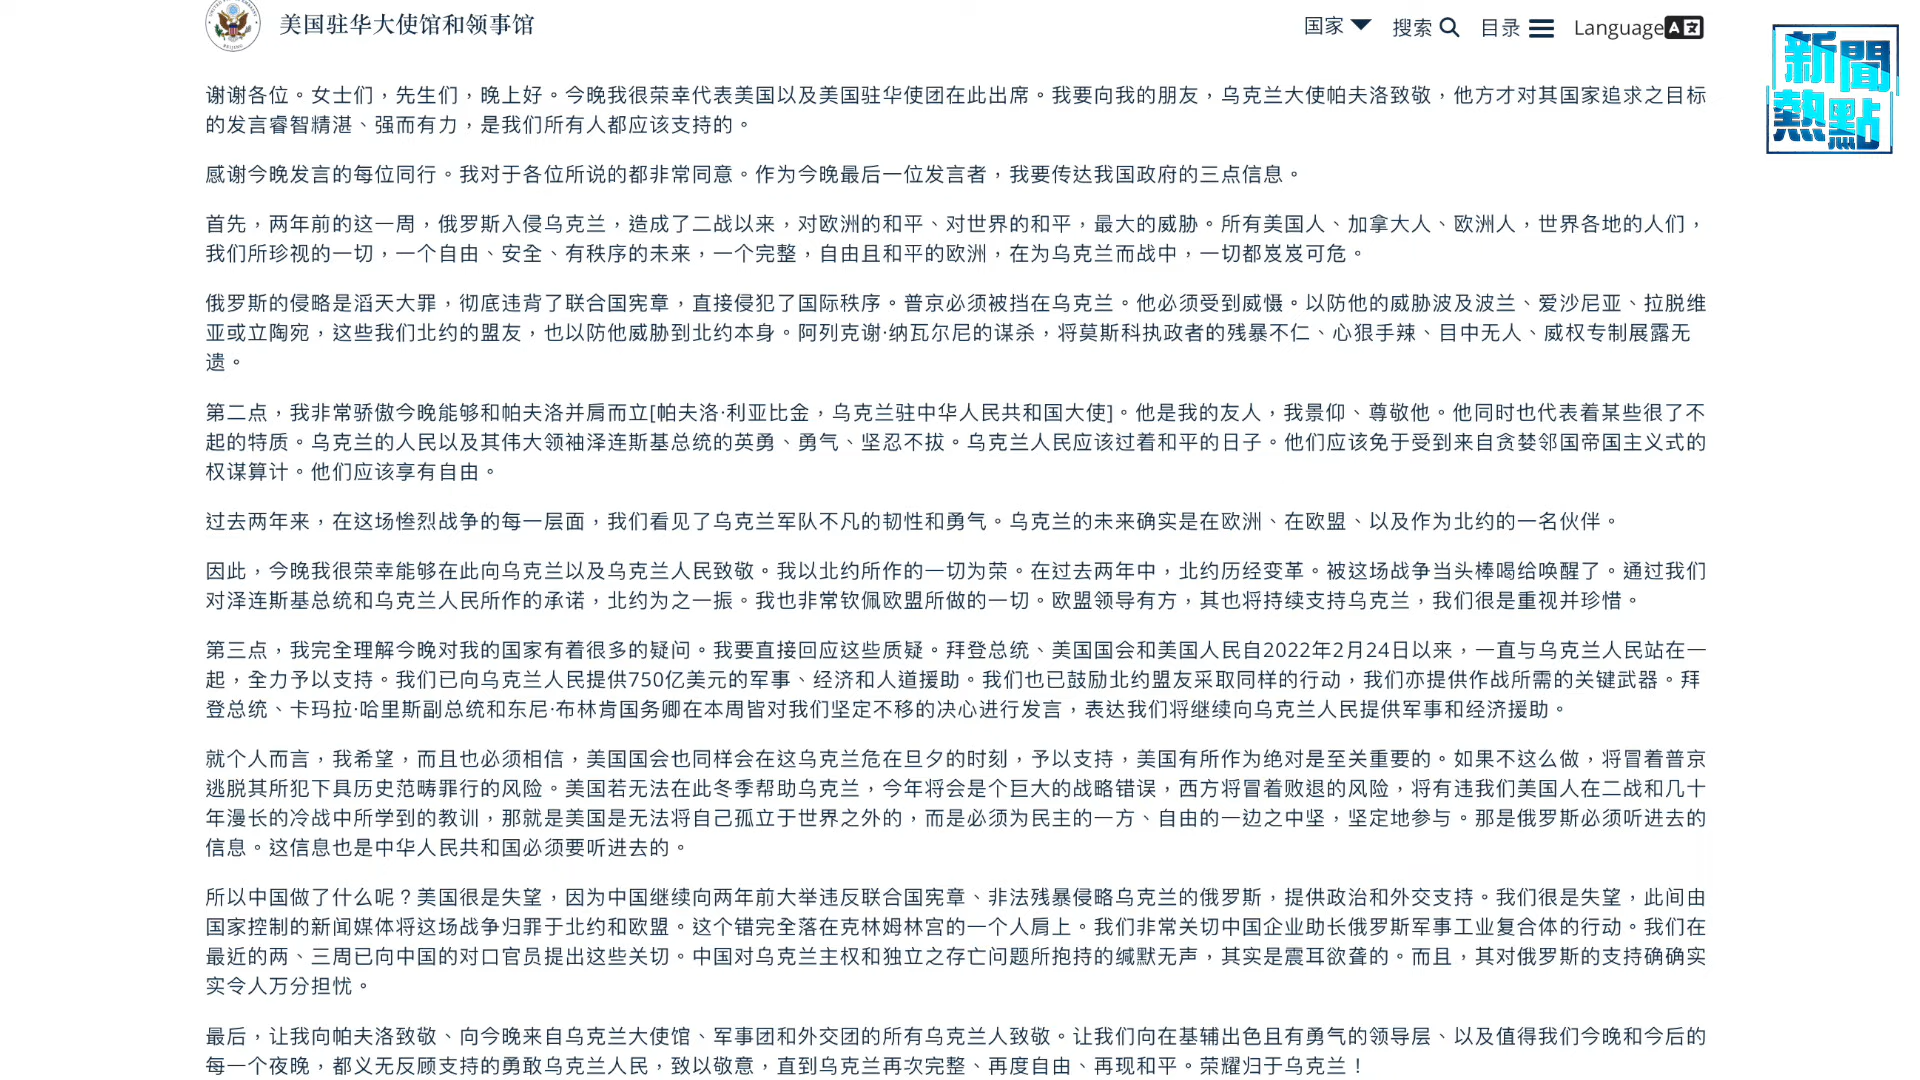 美国驻华大使馆和领事馆
国家 搜索 目录 Language
新聞
熱點
谢谢各位。女士们，先生们，晚上好。今晚我很荣幸代表美国以及美国驻华使团在此出席。我要向我的朋友，乌克兰大使帕夫洛致敬，他方才对其国家追求之目标
的发言睿智精湛、强而有力，是我们所有人都应该支持的。
感谢今晚发言的每位同行。我对于各位所说的都非常同意。作为今晚最后一位发言者，我要传达我国政府的三点信息。
首先，两年前的这一周，俄罗斯入侵乌克兰，造成了二战以来，对欧洲的和平、对世界的和平，最大的威胁。所有美国人、加拿大人、欧洲人，世界各地的人们，
我们所珍视的一切，一个自由、安全、有秩序的未来，一个完整，自由且和平的欧洲，在为乌克兰而战中，一切都岌岌可危。
俄罗斯的侵略是滔天大罪，彻底违背了联合国宪章，直接侵犯了国际秩序。普京必须被挡在乌克兰。他必须受到威慑。以防他的威胁波及波兰、爱沙尼亚、拉脱维
亚或立陶宛，这些我们北约的盟友，也以防他威胁到北约本身。阿列克谢·纳瓦尔尼的谋杀，将莫斯科执政者的残暴不仁、心狠手辣、目中无人、威权专制展露无
遗。
第二点，我非常骄傲今晚能够和帕夫洛并肩而立[帕夫洛·利亚比金，乌克兰驻中华人民共和国大使]。他是我的友人，我景仰、尊敬他。他同时也代表着某些很了不
起的特质。乌克兰的人民以及其伟大领袖泽连斯基总统的英勇、勇气、坚忍不拔。乌克兰人民应该过着和平的日子。他们应该免于受到来自贪婪邻国帝国主义式的
权谋算计。他们应该享有自由。
过去两年来，在这场惨烈战争的每一层面，我们看见了乌克兰军队不凡的韧性和勇气。乌克兰的未来确实是在欧洲、在欧盟、以及作为北约的一名伙伴。
因此，今晚我很荣幸能够在此向乌克兰以及乌克兰人民致敬。我以北约所作的一切为荣。在过去两年中，北约历经变革。被这场战争当头棒喝给唤醒了。通过我们
对泽连斯基总统和乌克兰人民所作的承诺，北约为之一振。我也非常钦佩欧盟所做的一切。欧盟领导有方，其也将持续支持乌克兰，我们很是重视并珍惜。
第三点，我完全理解今晚对我的国家有着很多的疑问。我要直接回应这些质疑。拜登总统、美国国会和美国人民自2022年2月24日以来，一直与乌克兰人民站在一
起，全力予以支持。我们已向乌克兰人民提供750亿美元的军事、经济和人道援助。我们也已鼓励北约盟友采取同样的行动，我们亦提供作战所需的关键武器。拜
登总统、卡玛拉·哈里斯副总统和东尼·布林肯国务卿在本周皆对我们坚定不移的决心进行发言，表达我们将继续向乌克兰人民提供军事和经济援助。
就个人而言，我希望，而且也必须相信，美国国会也同样会在这乌克兰危在旦夕的时刻，予以支持，美国有所作为绝对是至关重要的。如果不这么做，将冒着普京
逃脱其所犯下具历史范畴罪行的风险。美国若无法在此冬季帮助乌克兰，今年将会是个巨大的战略错误，西方将冒着败退的风险，将有违我们美国人在二战和几十
年漫长的冷战中所学到的教训，那就是美国是无法将自己孤立于世界之外的，而是必须为民主的一方、自由的一边之中坚，坚定地参与。那是俄罗斯必须听进去的
信息。这信息也是中华人民共和国必须要听进去的。
所以中国做了什么呢？美国很是失望，因为中国继续向两年前大举违反联合国宪章、非法残暴侵略乌克兰的俄罗斯，提供政治和外交支持。我们很是失望，此间由
国家控制的新闻媒体将这场战争归罪于北约和欧盟。这个错完全落在克林姆林宫的一个人肩上。我们非常关切中国企业助长俄罗斯军事工业复合体的行动。我们在
最近的两、三周已向中国的对口官员提出这些关切。中国对乌克兰主权和独立之存亡问题所抱持的缄默无声，其实是震耳欲聋的。而且，其对俄罗斯的支持确确实
实令人万分担忧。
最后，让我向帕夫洛致敬、向今晚来自乌克兰大使馆、军事团和外交团的所有乌克兰人致敬。让我们向在基辅出色且有勇气的领导层、以及值得我们今晚和今后的
每一个夜晚，都义无反顾支持的勇敢乌克兰人民，致以敬意，直到乌克兰再次完整、再度自由、再现和平。荣耀归于乌克兰！